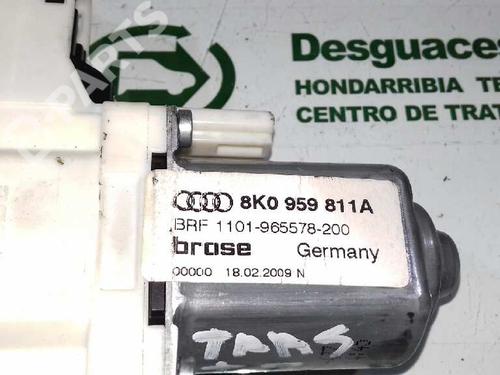 Desguaces
HONDARRIBIA TE
CENTRO DE TRAT
PARTS
8K0 959 811A
BRF 1101-965578-200
brose Germany
00000 18.02.2009 N
TRAS